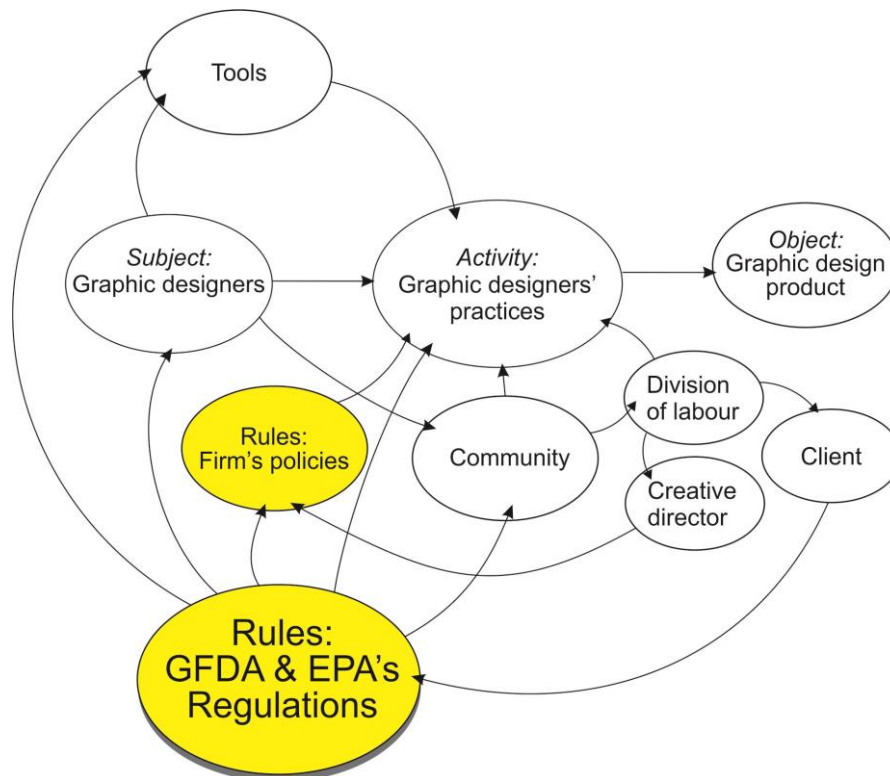 Tools
Subject:
Graphic designers
Activity:
Graphic designers’
practices
Object:
Graphic design
product
Rules:
Firm’s policies
Community
Division
of labour
Client
Creative
director
Rules:
GFDA & EPA’s
Regulations